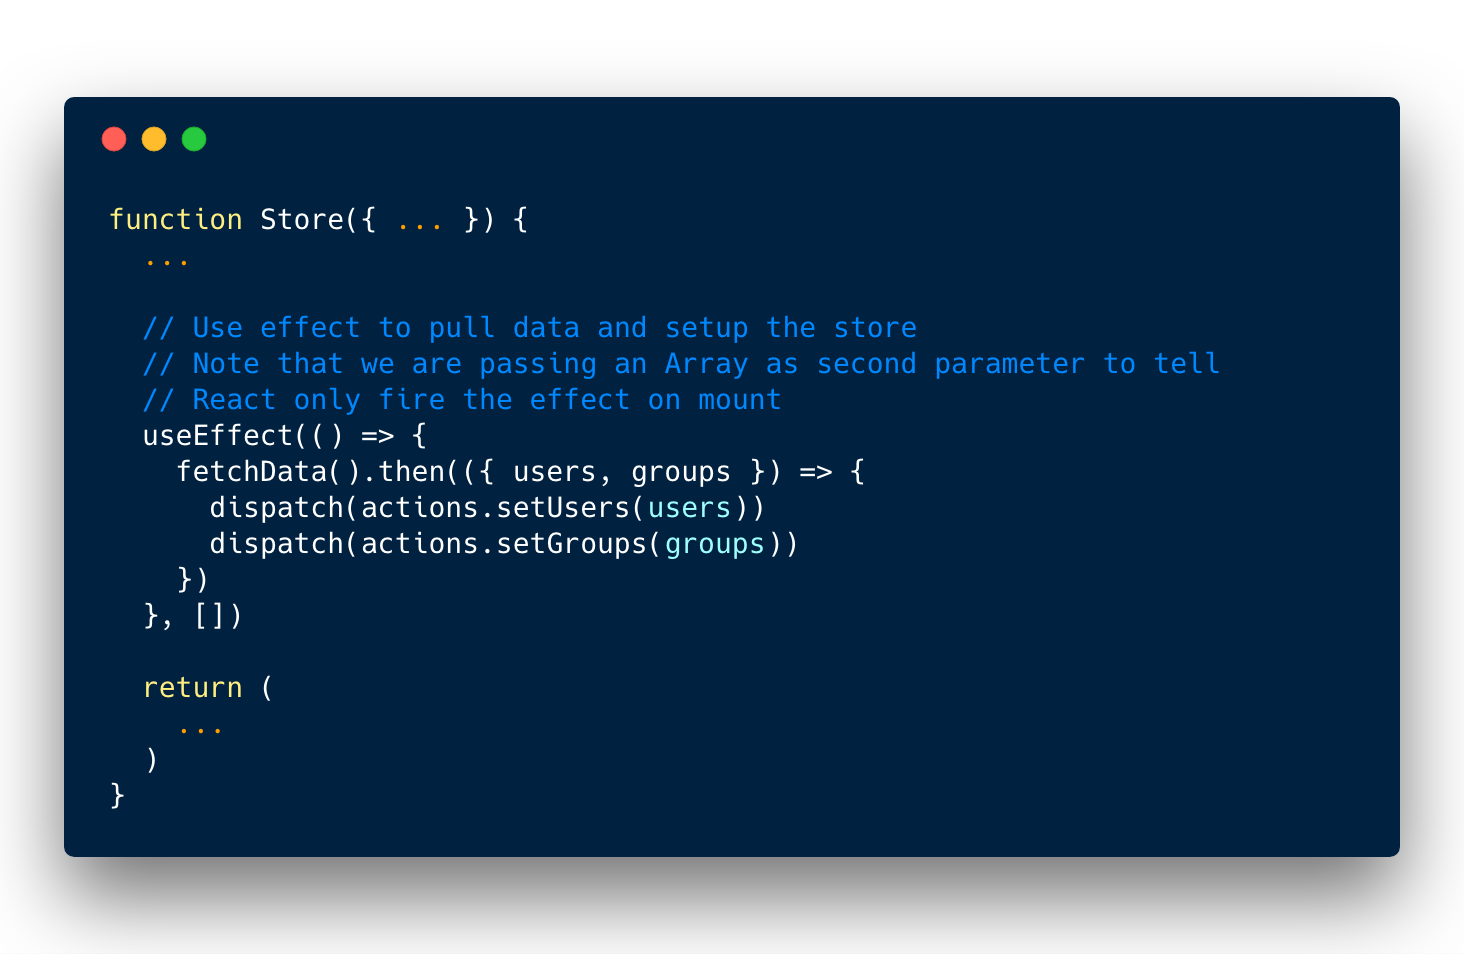 function Store({ ... }) {
  ...

  // Use effect to pull data and setup the store
  // Note that we are passing an Array as second parameter to tell
  // React only fire the effect on mount
  useEffect(() => {
    fetchData().then(({ users, groups }) => {
      dispatch(actions.setUsers(users))
      dispatch(actions.setGroups(groups))
    })
  }, [])

  return (
    ...
  )
}